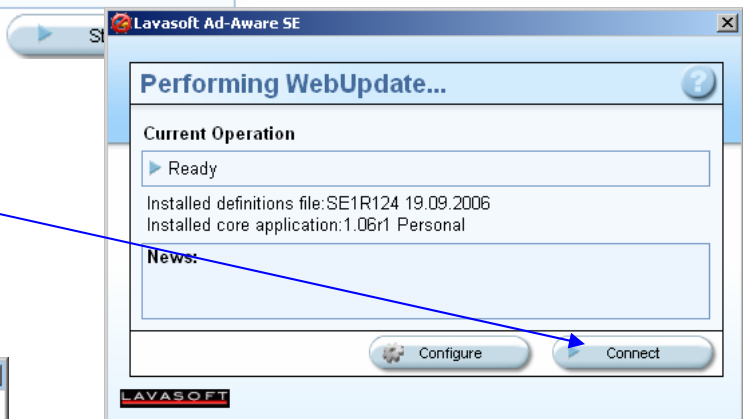 St
Lavasoft Ad-Aware SE
Performing WebUpdate...
?
Current Operation
Ready
Installed definitions file:SE1R124 19.09.2006
Installed core application:1.06r1 Personal
News:
Configure
Connect
LAVASOFT